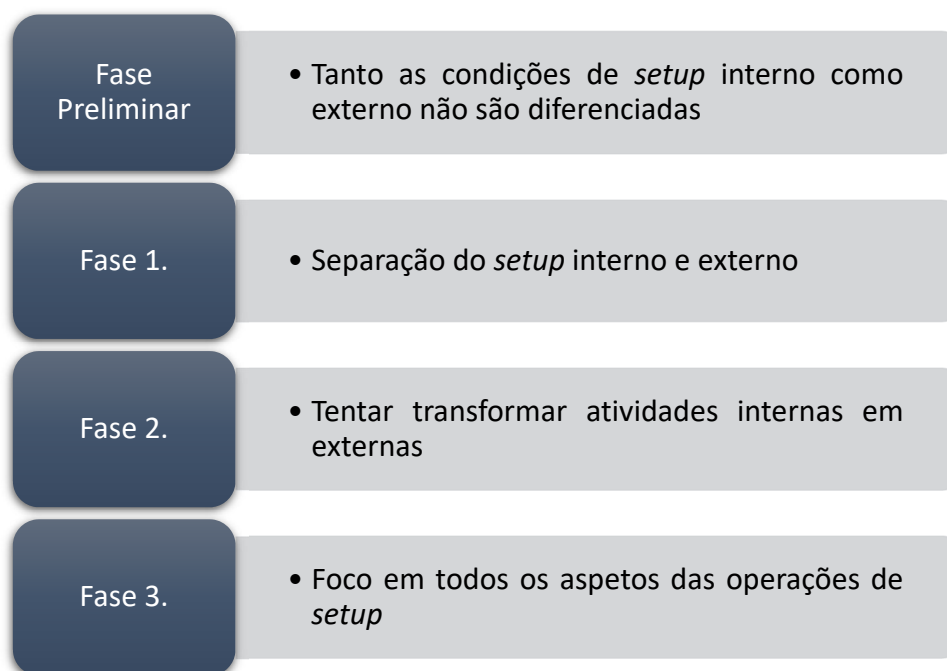 Fase
Preliminar
• Tanto as condições de setup interno como
externo não são diferenciadas
Fase 1.
• Separação do setup interno e externo
Fase 2.
• Tentar transformar atividades internas em
externas
Fase 3.
• Foco em todos os aspetos das operações de
setup